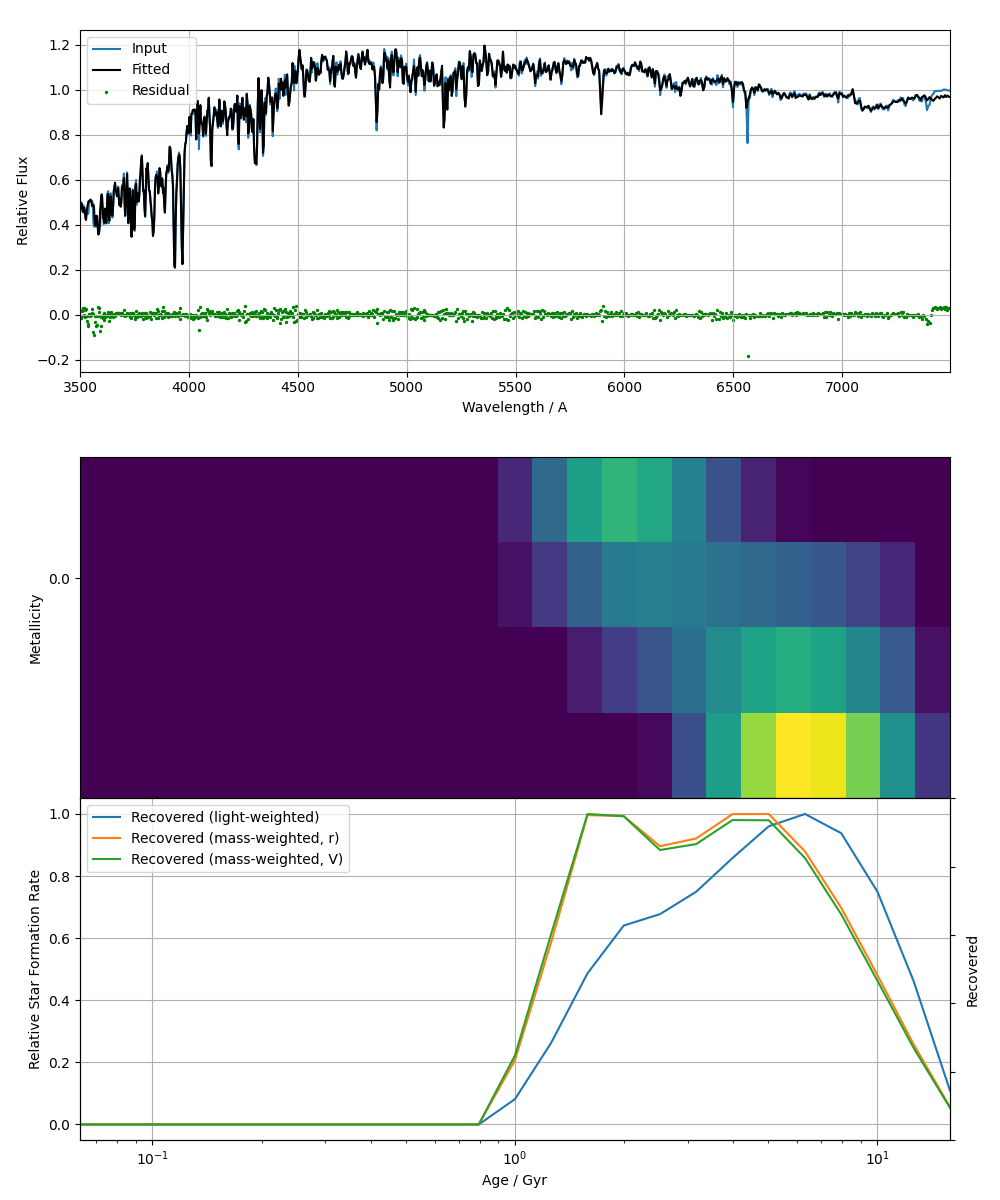 Input
Fitted
Residual
1.2
1.0
0.8
0.6
0.4
0.2
0.0
−0.2
Relative Flux
3500 4000 4500 5000 5500 6000 6500 7000
Wavelength / A
0.0
Metallicity
Recovered (light-weighted)
Recovered (mass-weighted, r)
Recovered (mass-weighted, V)
1.0
0.8
0.6
0.4
0.2
0.0
Relative Star Formation Rate
Recovered
10⁻¹ 10⁰ 10¹
Age / Gyr